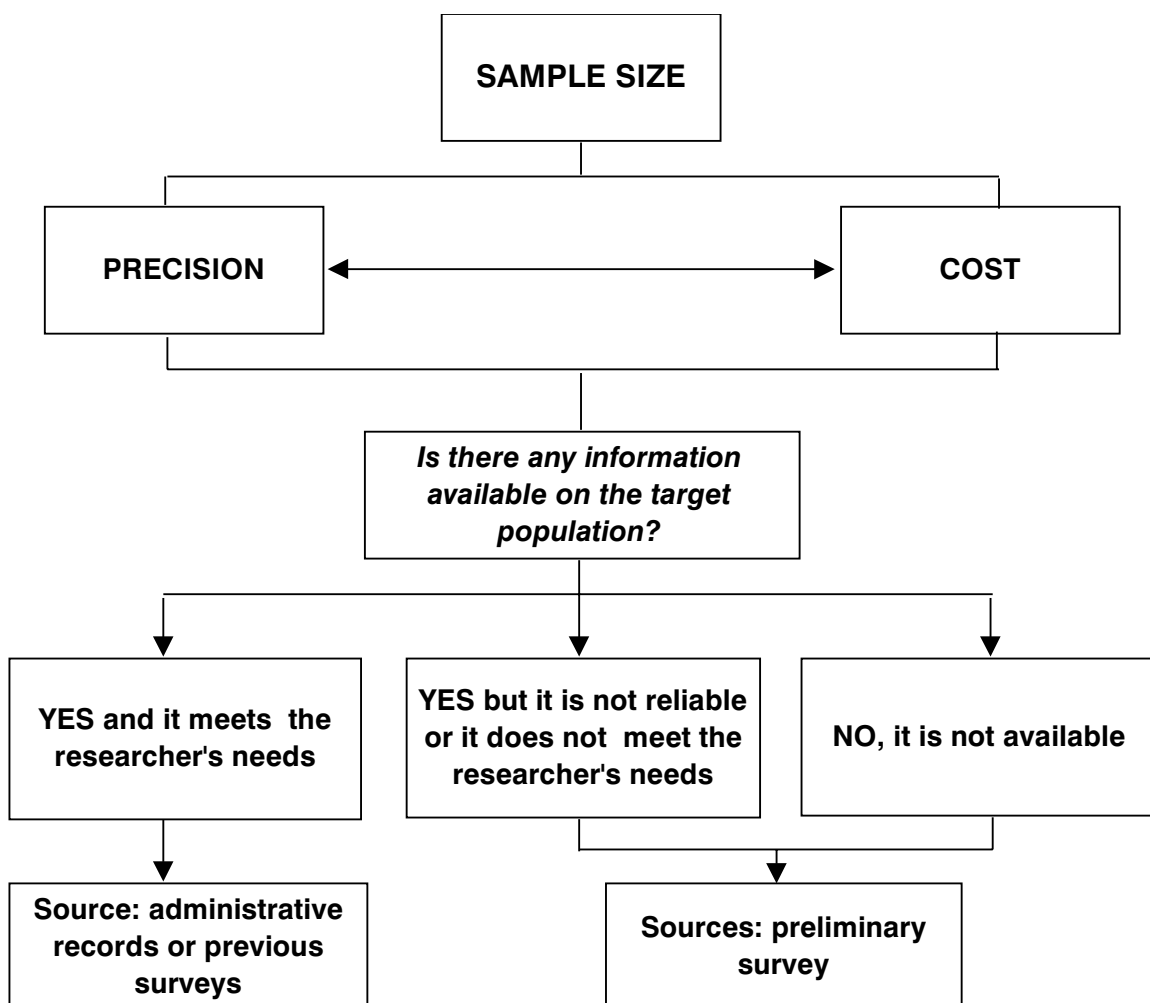 SAMPLE SIZE
PRECISION
COST
Is there any information
available on the target
population?
YES and it meets  the
researcher's needs
YES but it is not reliable
or it does not  meet the
researcher's needs
NO, it is not available
Source: administrative
records or previous
surveys
Sources: preliminary
survey